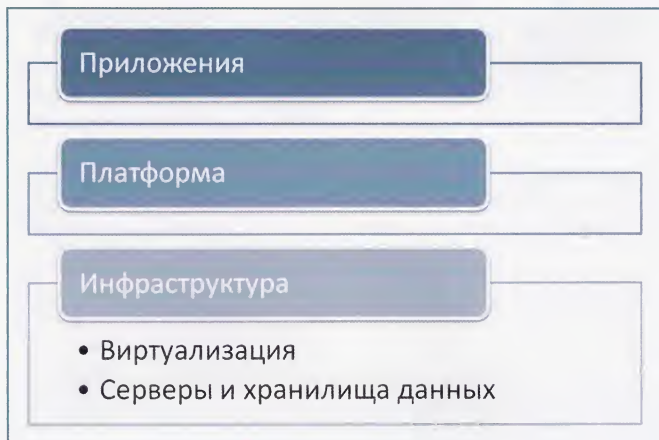 Приложения
Платформа
Инфраструктура
• Виртуализация
• Серверы и хранилища данных